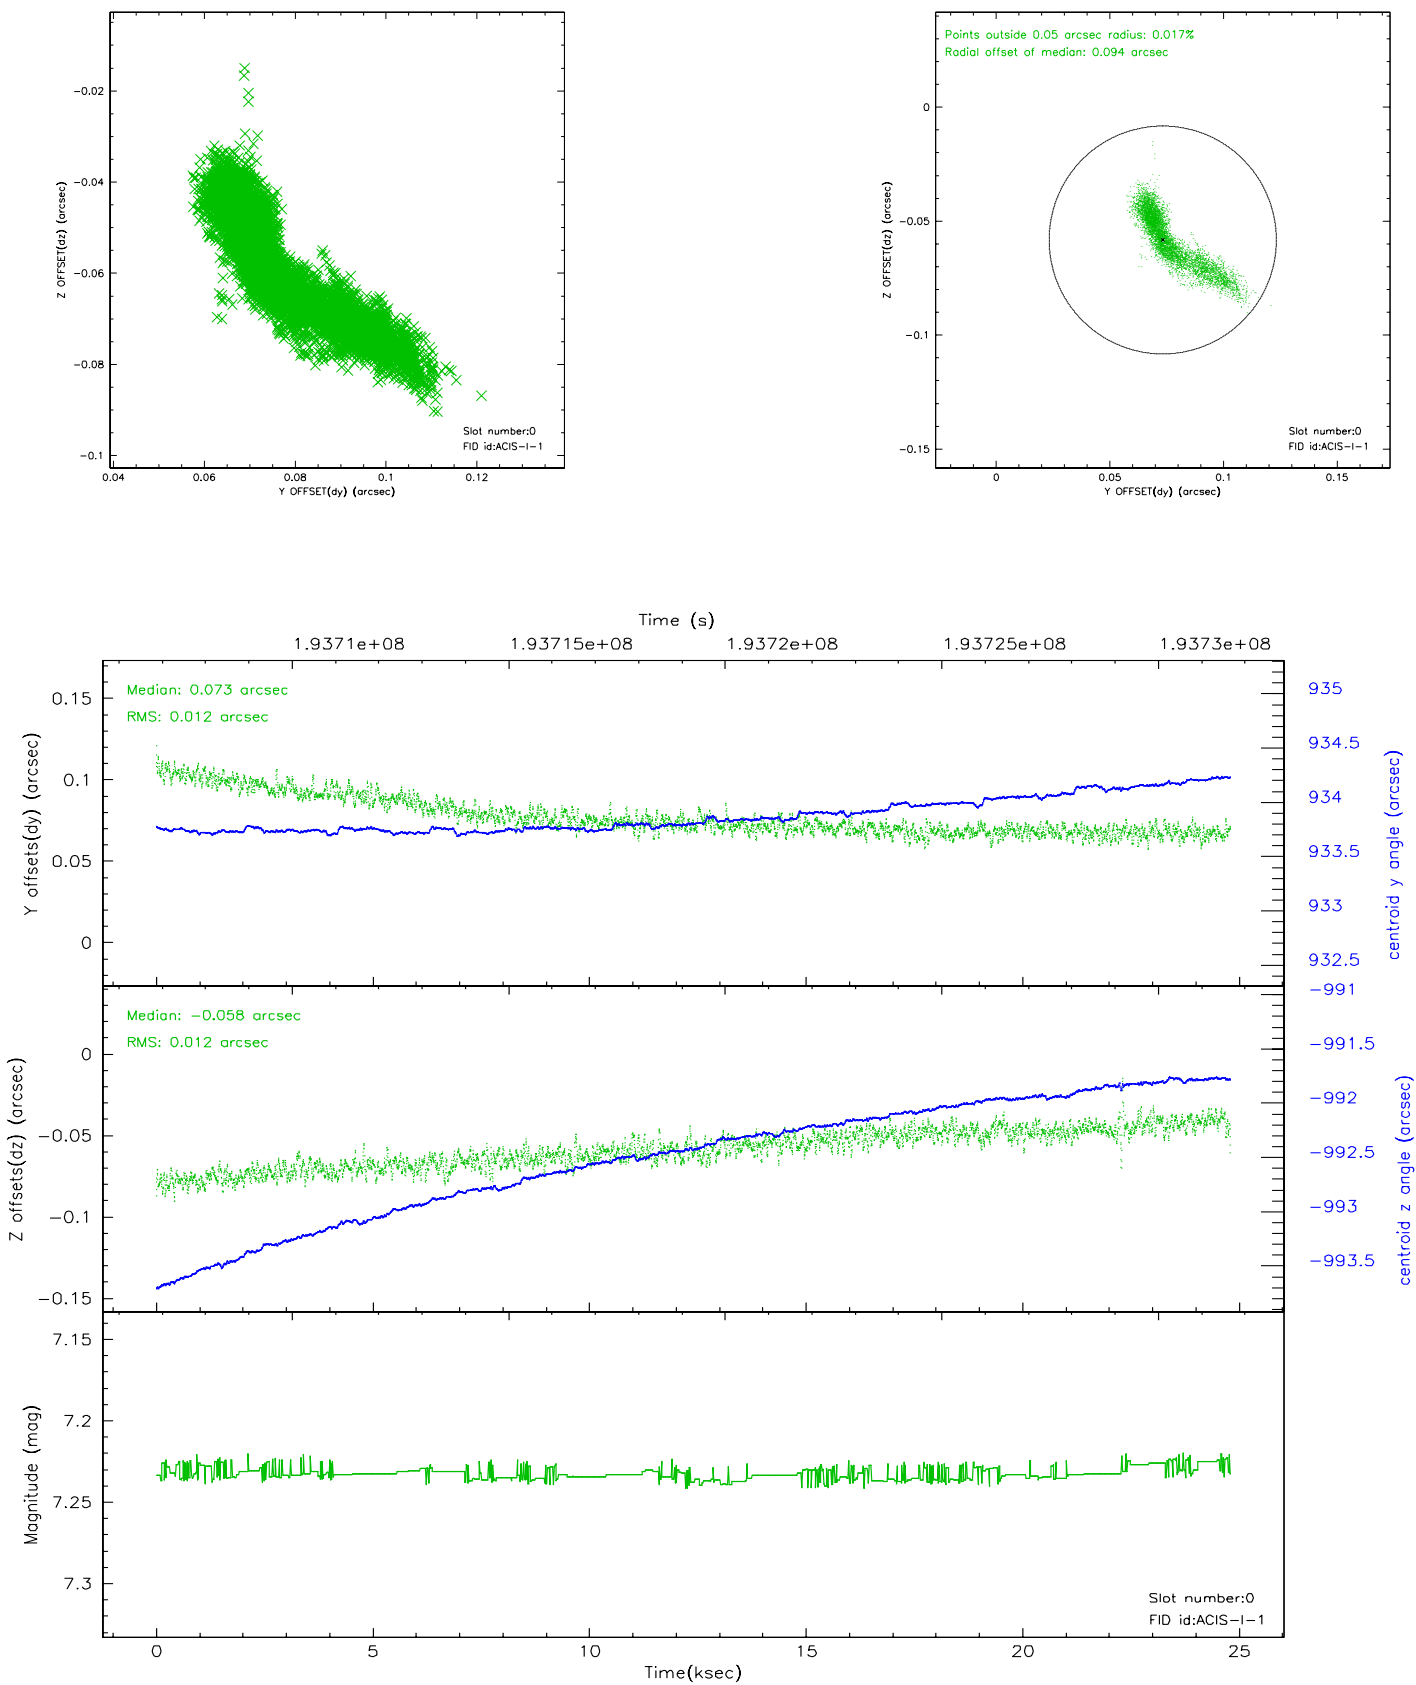 −0.02
−0.04
−0.06
−0.08
−0.1
Z OFFSET(dz) (arcsec)
Slot number:0
FID id:ACIS−I−1
0.04 0.06 0.08 0.1 0.12
Y OFFSET(dy) (arcsec)
Points outside 0.05 arcsec radius: 0.017%
Radial offset of median: 0.094 arcsec
0
−0.05
−0.1
−0.15
Z OFFSET(dz) (arcsec)
Slot number:0
FID id:ACIS−I−1
0 0.05 0.1 0.15
Y OFFSET(dy) (arcsec)
Time (s)
1.9371e+08 1.93715e+08 1.9372e+08 1.93725e+08 1.9373e+08
Median: 0.073 arcsec
RMS: 0.012 arcsec
0.15
0.1
0.05
0
Y offsets(dy) (arcsec)
935
934.5
934
933.5
933
932.5
centroid y angle (arcsec)
Median: −0.058 arcsec
RMS: 0.012 arcsec
0
−0.05
−0.1
−0.15
Z offsets(dz) (arcsec)
−991
−991.5
−992
−992.5
−993
−993.5
centroid z angle (arcsec)
7.15
7.2
7.25
7.3
Magnitude (mag)
Slot number:0
FID id:ACIS−I−1
0 5 10 15 20 25
Time(ksec)